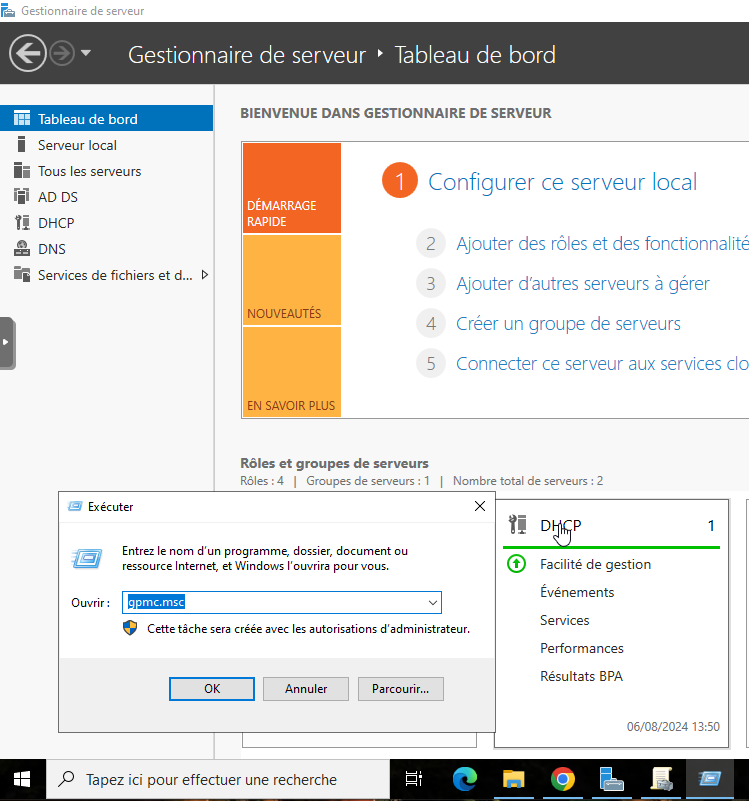 Gestionnaire de serveur
Gestionnaire de serveur ‣ Tableau de bord
Tableau de bord
Serveur local
Tous les serveurs
AD DS
DHCP
DNS
Services de fichiers et d...
BIENVENUE DANS GESTIONNAIRE DE SERVEUR
DÉMARRAGE
RAPIDE
NOUVEAUTÉS
EN SAVOIR PLUS
1 Configurer ce serveur local
2 Ajouter des rôles et des fonctionnalité
3 Ajouter d’autres serveurs à gérer
4 Créer un groupe de serveurs
5 Connecter ce serveur aux services clo
Rôles et groupes de serveurs
Rôles : 4 | Groupes de serveurs : 1 | Nombre total de serveurs : 2
Exécuter
Entrez le nom d’un programme, dossier, document ou
ressource Internet, et Windows l’ouvrira pour vous.
Ouvrir : gpmc.msc
Cette tâche sera créée avec les autorisations d’administrateur.
OK Annuler Parcourir...
DHCP 1
Facilité de gestion
Événements
Services
Performances
Résultats BPA
06/08/2024 13:50
Tapez ici pour effectuer une recherche